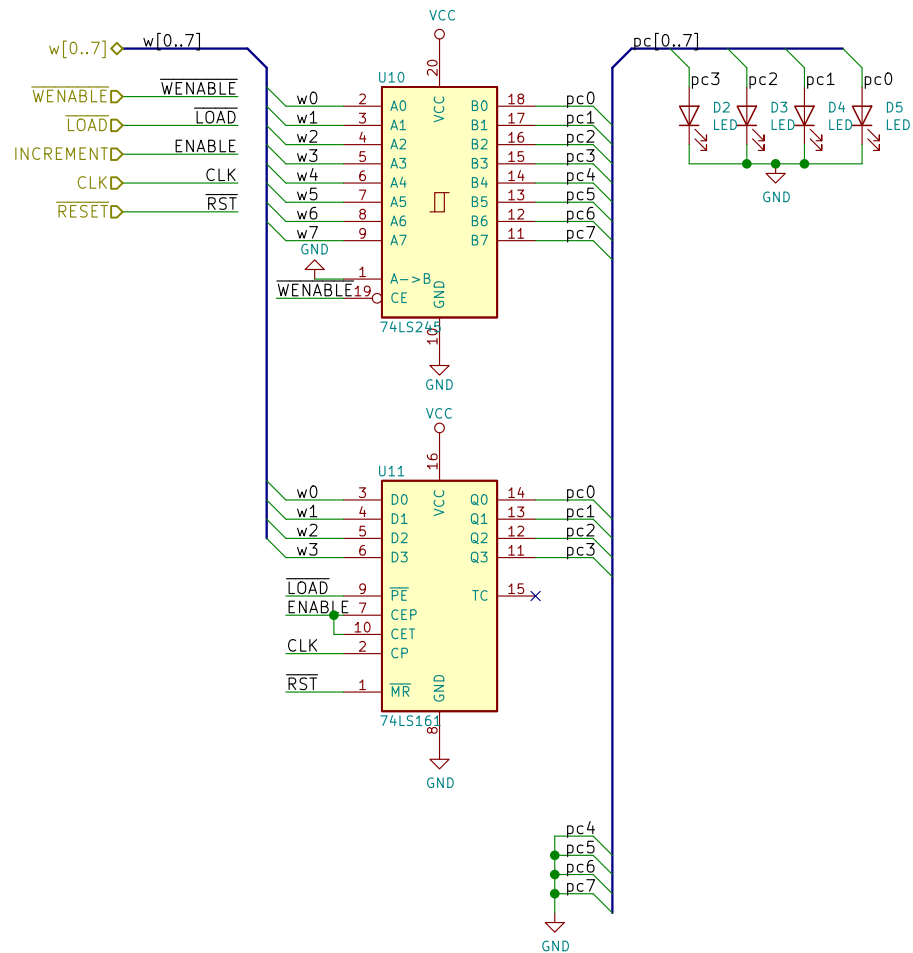 w[0..7]
w[0..7]
WENABLE
WENABLE
LOAD
LOAD
INCREMENT
ENABLE
CLK
CLK
RESET
RST
VCC
20
U10
VCC
w0 2 A0 B0 18 pc0
w1 3 A1 B1 17 pc1
w2 4 A2 B2 16 pc2
w3 5 A3 B3 15 pc3
w4 6 A4 B4 14 pc4
w5 7 A5 B5 13 pc5
w6 8 A6 B6 12 pc6
w7 9 A7 B7 11 pc7
GND
1 A->B
WENABLE 19 CE
GND
74LS245
10
GND
pc[0..7]
pc3 pc2 pc1 pc0
D2 D3 D4 D5
LED LED LED LED
GND
VCC
16
U11
VCC
w0 3 D0 Q0 14 pc0
w1 4 D1 Q1 13 pc1
w2 5 D2 Q2 12 pc2
w3 6 D3 Q3 11 pc3
LOAD 9 PE TC 15
ENABLE 7 CEP
10 CET
CLK 2 CP
RST 1 MR
GND
74LS161
8
GND
pc4
pc5
pc6
pc7
GND